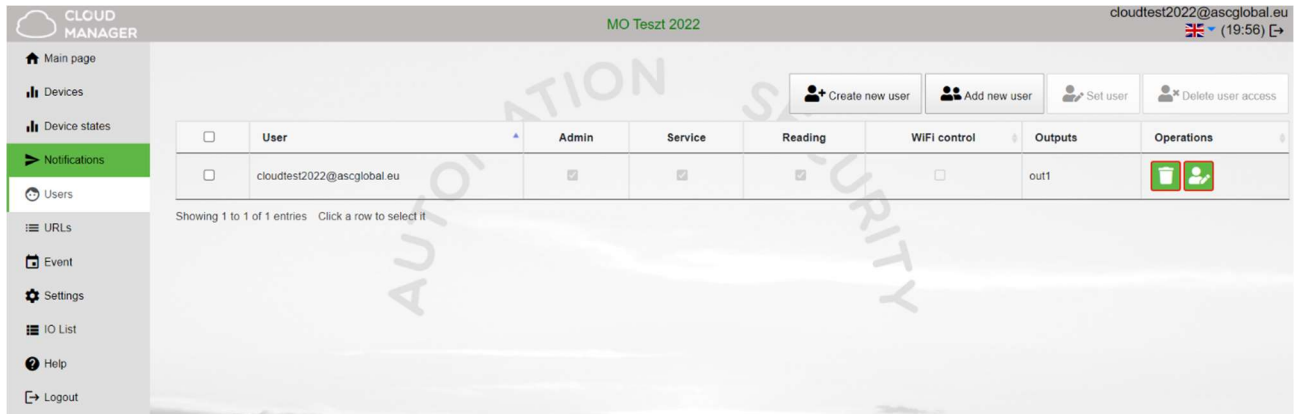 CLOUD
MANAGER
MO Teszt 2022
cloudtest2022@ascglobal.eu
(19:56)
Main page
Devices
Device states
Notifications
Users
URLs
Event
Settings
IO List
Help
Logout
Create new user Add new user Set user Delete user access
User Admin Service Reading WiFi control Outputs Operations
cloudtest2022@ascglobal.eu out1
Showing 1 to 1 of 1 entries Click a row to select it
AUTOMATION SECURITY